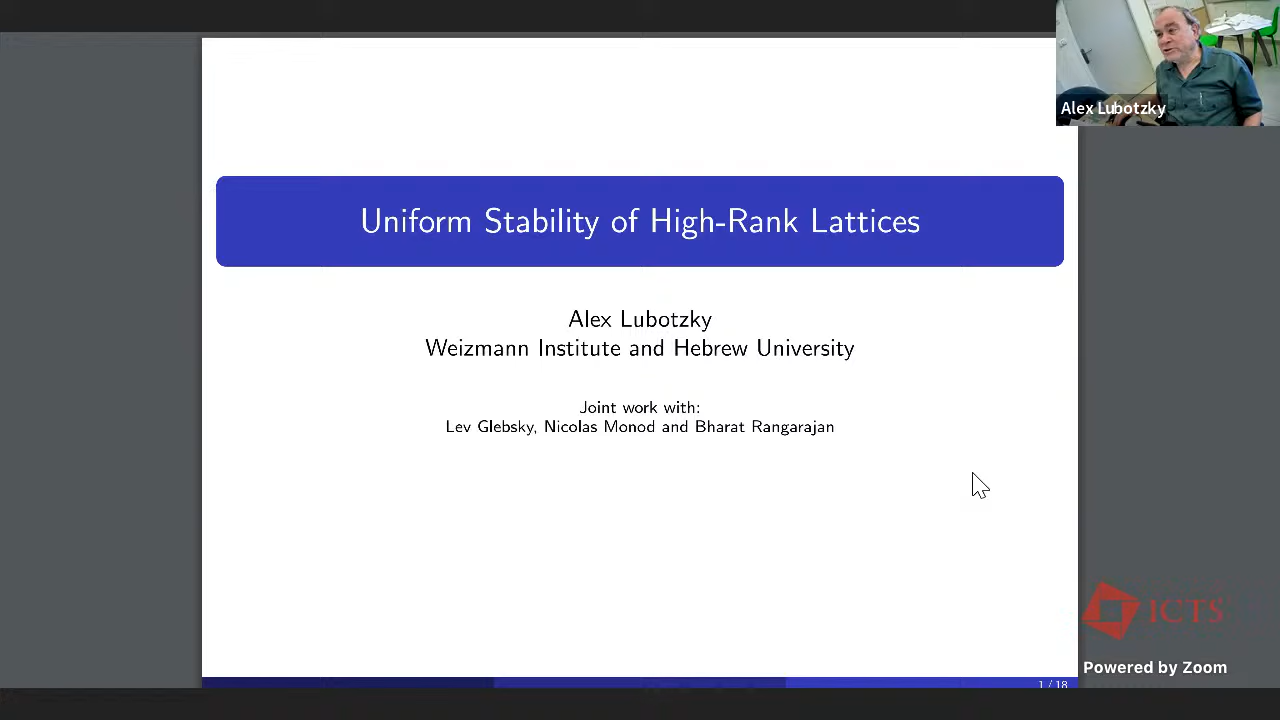 Alex Lubotzky
Uniform Stability of High-Rank Lattices
Alex Lubotzky
Weizmann Institute and Hebrew University
Joint work with:
Lev Glebsky, Nicolas Monod and Bharat Rangarajan
ICTS
Powered by Zoom
1 / 18